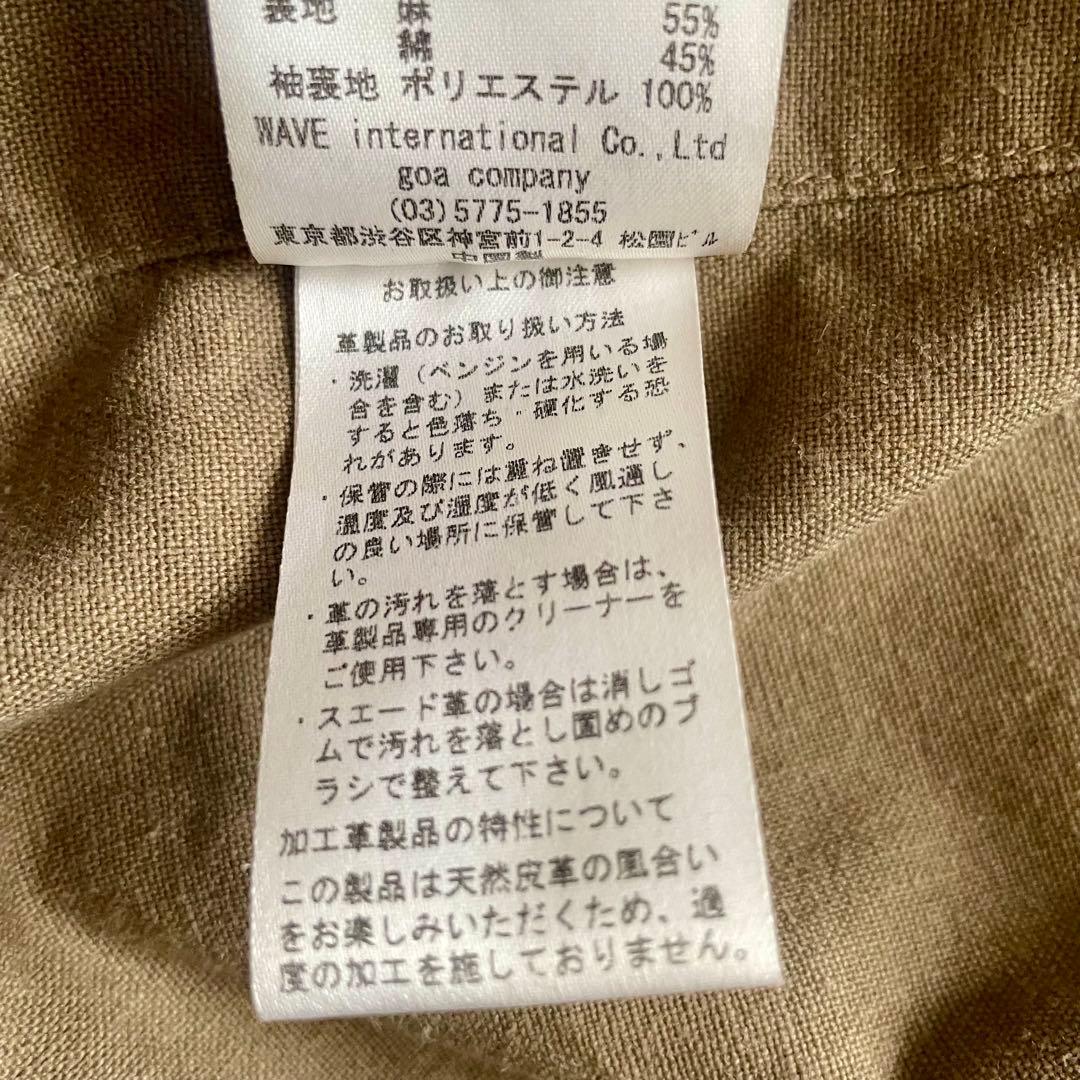 裏地 麻 55%
綿 45%
袖裏地 ポリエステル 100%
WAVE international Co.,Ltd
goa company
(03)5775-1855
東京都渋谷区神宮前1-2-4 松園ビル
中国製
お取扱い上の御注意
革製品のお取り扱い方法
・洗濯(ベンジンを用いる場
合を含む)または水洗いを
すると色落ち・硬化する恐
れがあります。
・保管の際には重ね置きせず、
温度及び湿度が低く風通し
の良い場所に保管して下さ
い。
・革の汚れを落とす場合は、
革製品専用のクリーナーを
ご使用下さい。
・スエード革の場合は消しゴ
ムで汚れを落とし固めのブ
ラシで整えて下さい。
加工革製品の特性について
この製品は天然皮革の風合い
をお楽しみいただくため、過
度の加工を施しておりません。